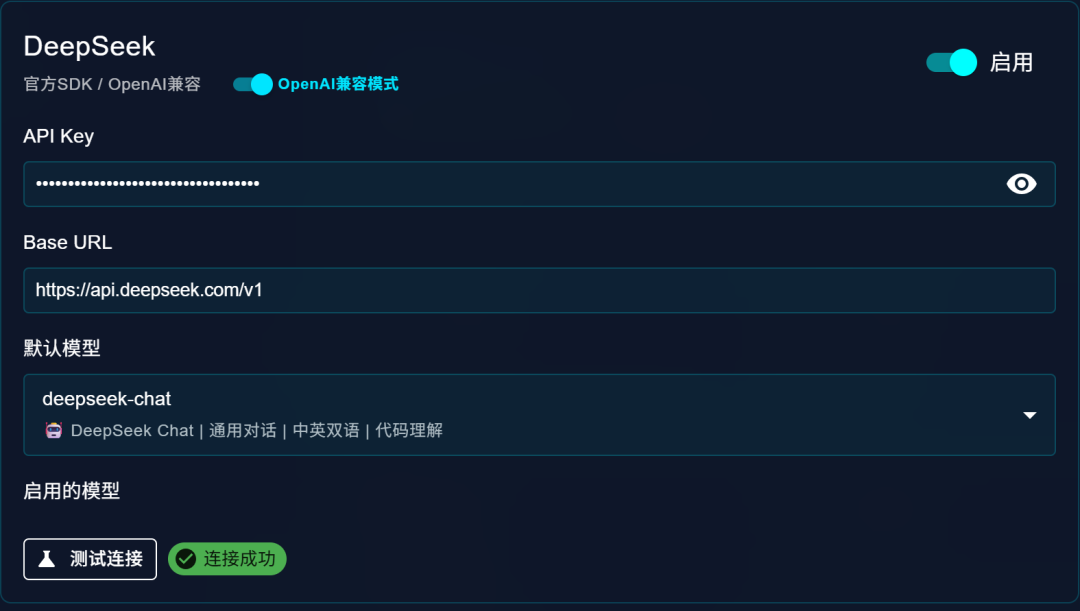 DeepSeek
启用
官方SDK / OpenAI兼容
OpenAI兼容模式
API Key
••••••••••••••••••••••••••••••••••• 
Base URL
https://api.deepseek.com/v1
默认模型
deepseek-chat
DeepSeek Chat | 通用对话 | 中英双语 | 代码理解
启用的模型
测试连接
连接成功